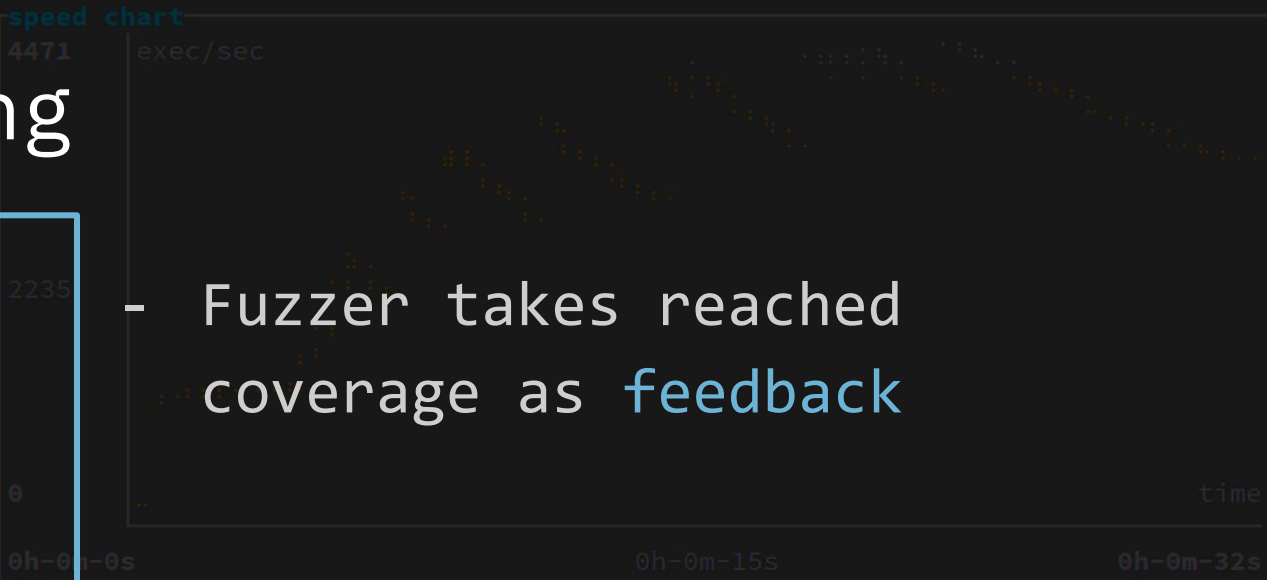 speed chart
4471 exec/sec
ng
2235
- Fuzzer takes reached
coverage as feedback
0 time
0h-0m-0s 0h-0m-15s 0h-0m-32s